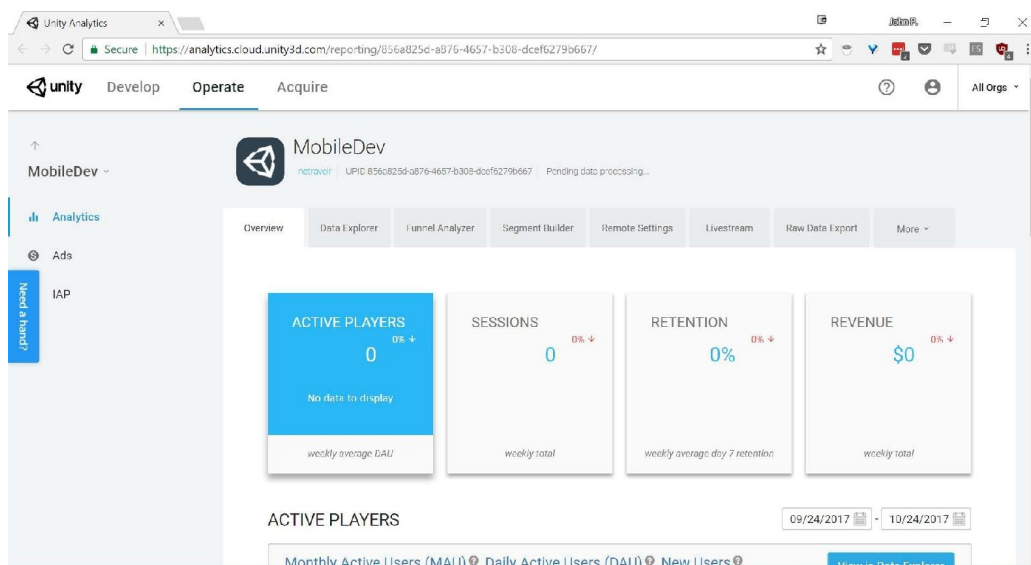 Unity Analytics
John P.
Secure https://analytics.cloud.unity3d.com/reporting/856a825d-a876-4657-b308-dcef6279b667/
unity Develop Operate Acquire All Orgs
MobileDev
MobileDev
UPID 856a825d-a876-4657-b308-dcef6279b667 Pending data processing...
Analytics
Overview Data Explorer Funnel Analyzer Segment Builder Remote Settings Livestream Raw Data Export More
Ads
IAP
Need a hand?
ACTIVE PLAYERS SESSIONS RETENTION REVENUE
0% 0% 0% 0%
0 0 0% $0
No data to display
weekly average DAU weekly total weekly average day 7 retention weekly total
ACTIVE PLAYERS 09/24/2017 - 10/24/2017
Monthly Active Users (MAU) Daily Active Users (DAU) New Users View in Data Explorer